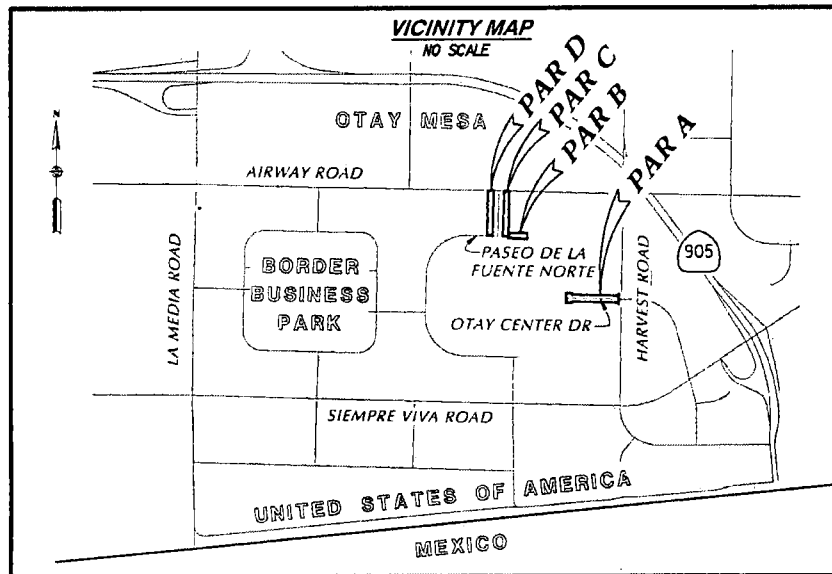 VICINITY MAP
NO SCALE
PAR D
PAR C
PAR B
PAR A
OTAY MESA
N
AIRWAY ROAD
905
PASEO DE LA
FUENTE NORTE
BORDER
BUSINESS
PARK
LA MEDIA ROAD
OTAY CENTER DR
HARVEST ROAD
SIEMPRE VIVA ROAD
UNITED STATES OF AMERICA
MEXICO